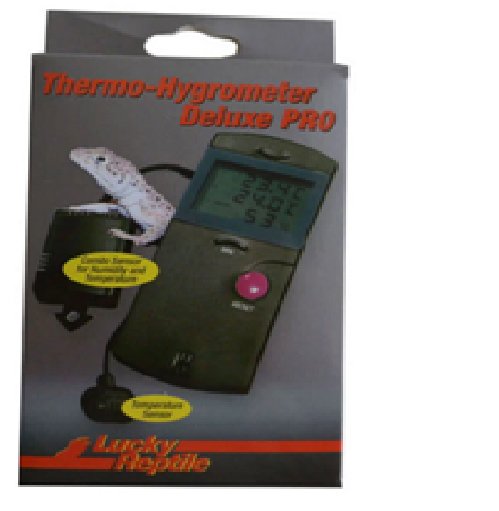 Thermo-Hygrometer
Deluxe PRO
Combi-Sensor
for Humidity and
Temperature
Temperature
Sensor
Lucky
Reptile